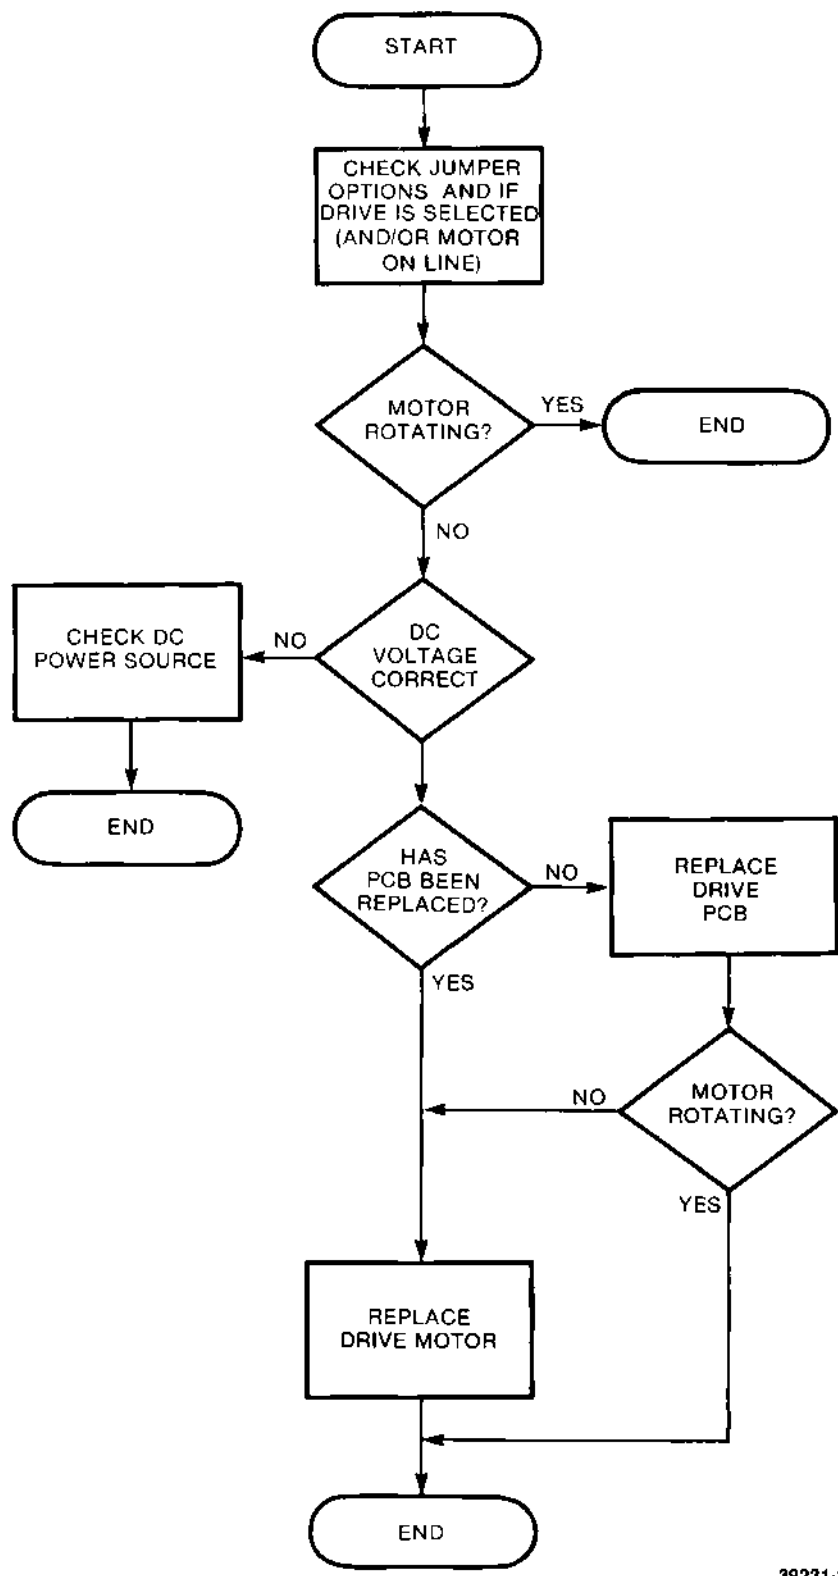 START
CHECK JUMPER
OPTIONS AND IF
DRIVE IS SELECTED
(AND/OR MOTOR
ON LINE)
MOTOR
ROTATING?
YES
END
NO
DC
VOLTAGE
CORRECT
NO
CHECK DC
POWER SOURCE
END
HAS
PCB BEEN
REPLACED?
NO
REPLACE
DRIVE
PCB
YES
MOTOR
ROTATING?
NO
YES
REPLACE
DRIVE MOTOR
END